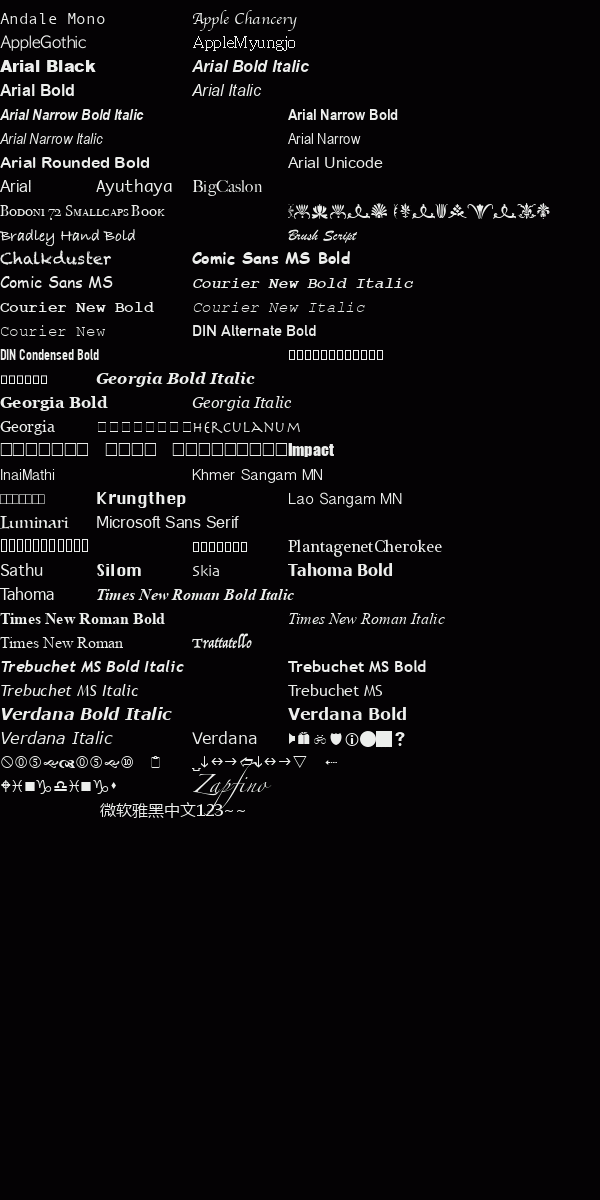 Andale Mono Apple Chancery
AppleGothic AppleMyungjo
Arial Black Arial Bold Italic
Arial Bold Arial Italic
Arial Narrow Bold Italic Arial Narrow Bold
Arial Narrow Italic Arial Narrow
Arial Rounded Bold Arial Unicode
Arial Ayuthaya BigCaslon
Bodoni 72 Smallcaps Book
Bradley Hand Bold Brush Script
Chalkduster Comic Sans MS Bold
Comic Sans MS Courier New Bold Italic
Courier New Bold Courier New Italic
Courier New DIN Alternate Bold
DIN Condensed Bold
Georgia Bold Italic
Georgia Bold Georgia Italic
Georgia HERCULANUM
Impact
InaiMathi Khmer Sangam MN
Krungthep Lao Sangam MN
Luminari Microsoft Sans Serif
PlantagenetCherokee
Sathu Silom Skia Tahoma Bold
Tahoma Times New Roman Bold Italic
Times New Roman Bold Times New Roman Italic
Times New Roman Trattatello
Trebuchet MS Bold Italic Trebuchet MS Bold
Trebuchet MS Italic Trebuchet MS
Verdana Bold Italic Verdana Bold
Verdana Italic Verdana
Zapfino
微软雅黑中文123~~